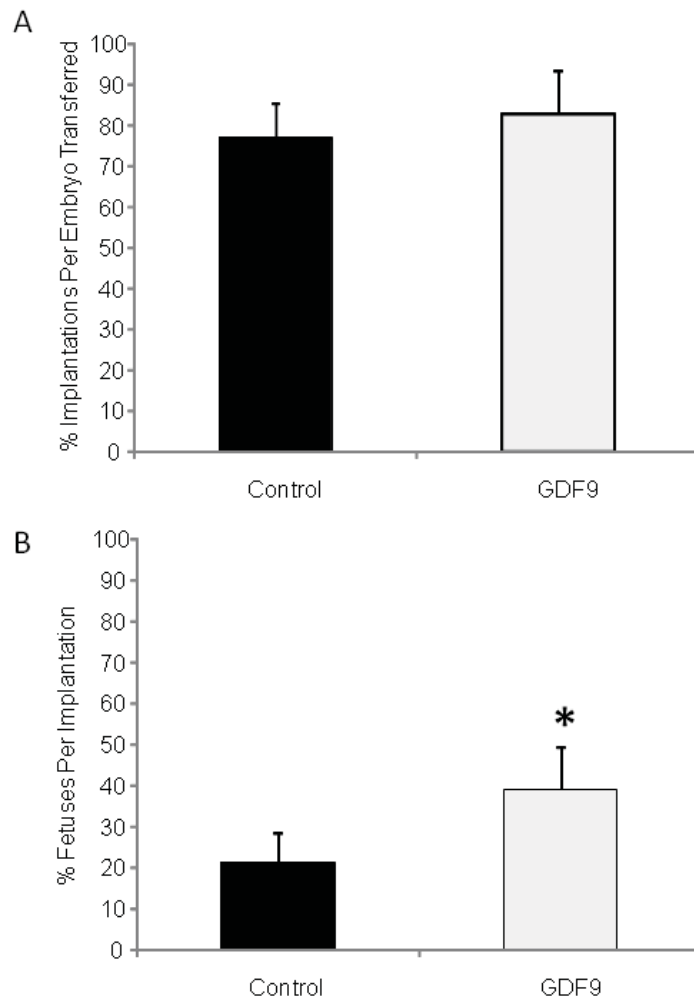 A
% Implantations Per Embryo Transferred
100
90
80
70
60
50
40
30
20
10
0
Control
GDF9
B
% Fetuses Per Implantation
100
90
80
70
60
50
40
30
20
10
0
*
Control
GDF9